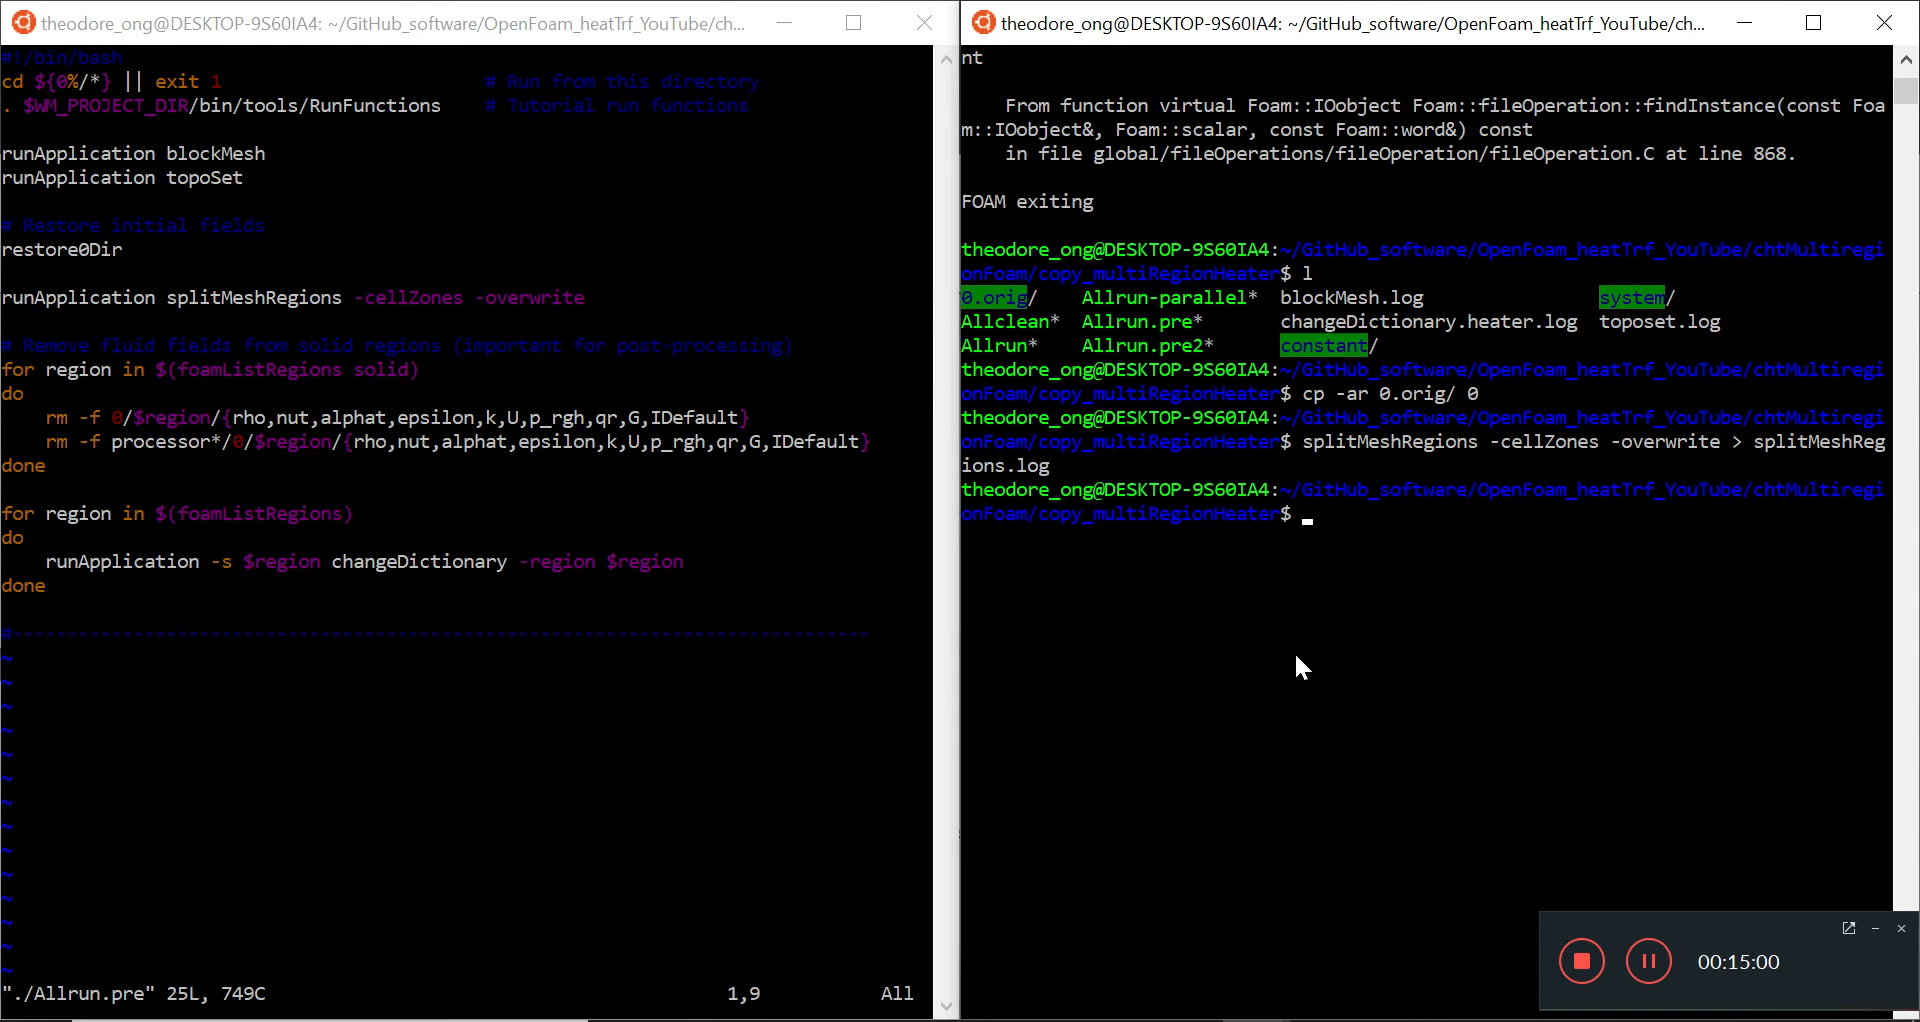 theodore_ong@DESKTOP-9S60IA4: ~/GitHub_software/OpenFoam_heatTrf_YouTube/ch...
#!/bin/bash
cd ${0%/*} || exit 1                        # Run from this directory
. $WM_PROJECT_DIR/bin/tools/RunFunctions    # Tutorial run functions
runApplication blockMesh
runApplication topoSet
# Restore initial fields
restore0Dir
runApplication splitMeshRegions -cellZones -overwrite
# Remove fluid fields from solid regions (important for post-processing)
for region in $(foamListRegions solid)
do
    rm -f 0/$region/{rho,nut,alphat,epsilon,k,U,p_rgh,qr,G,IDefault}
    rm -f processor*/0/$region/{rho,nut,alphat,epsilon,k,U,p_rgh,qr,G,IDefault}
done
for region in $(foamListRegions)
do
    runApplication -s $region changeDictionary -region $region
done
#------------------------------------------------------------------------------
~
~
~
~
~
~
~
~
~
~
~
~
~
~
"./Allrun.pre" 25L, 749C                                          1,9           All
theodore_ong@DESKTOP-9S60IA4: ~/GitHub_software/OpenFoam_heatTrf_YouTube/ch...
nt
    From function virtual Foam::IOobject Foam::fileOperation::findInstance(const Foa
m::IOobject&, Foam::scalar, const Foam::word&) const
    in file global/fileOperations/fileOperation/fileOperation.C at line 868.
FOAM exiting
theodore_ong@DESKTOP-9S60IA4:~/GitHub_software/OpenFoam_heatTrf_YouTube/chtMultiregi
onFoam/copy_multiRegionHeater$ l
0.orig/    Allrun-parallel*  blockMesh.log                system/
Allclean*  Allrun.pre*       changeDictionary.heater.log  toposet.log
Allrun*    Allrun.pre2*      constant/
theodore_ong@DESKTOP-9S60IA4:~/GitHub_software/OpenFoam_heatTrf_YouTube/chtMultiregi
onFoam/copy_multiRegionHeater$ cp -ar 0.orig/ 0
theodore_ong@DESKTOP-9S60IA4:~/GitHub_software/OpenFoam_heatTrf_YouTube/chtMultiregi
onFoam/copy_multiRegionHeater$ splitMeshRegions -cellZones -overwrite > splitMeshReg
ions.log
theodore_ong@DESKTOP-9S60IA4:~/GitHub_software/OpenFoam_heatTrf_YouTube/chtMultiregi
onFoam/copy_multiRegionHeater$
00:15:00